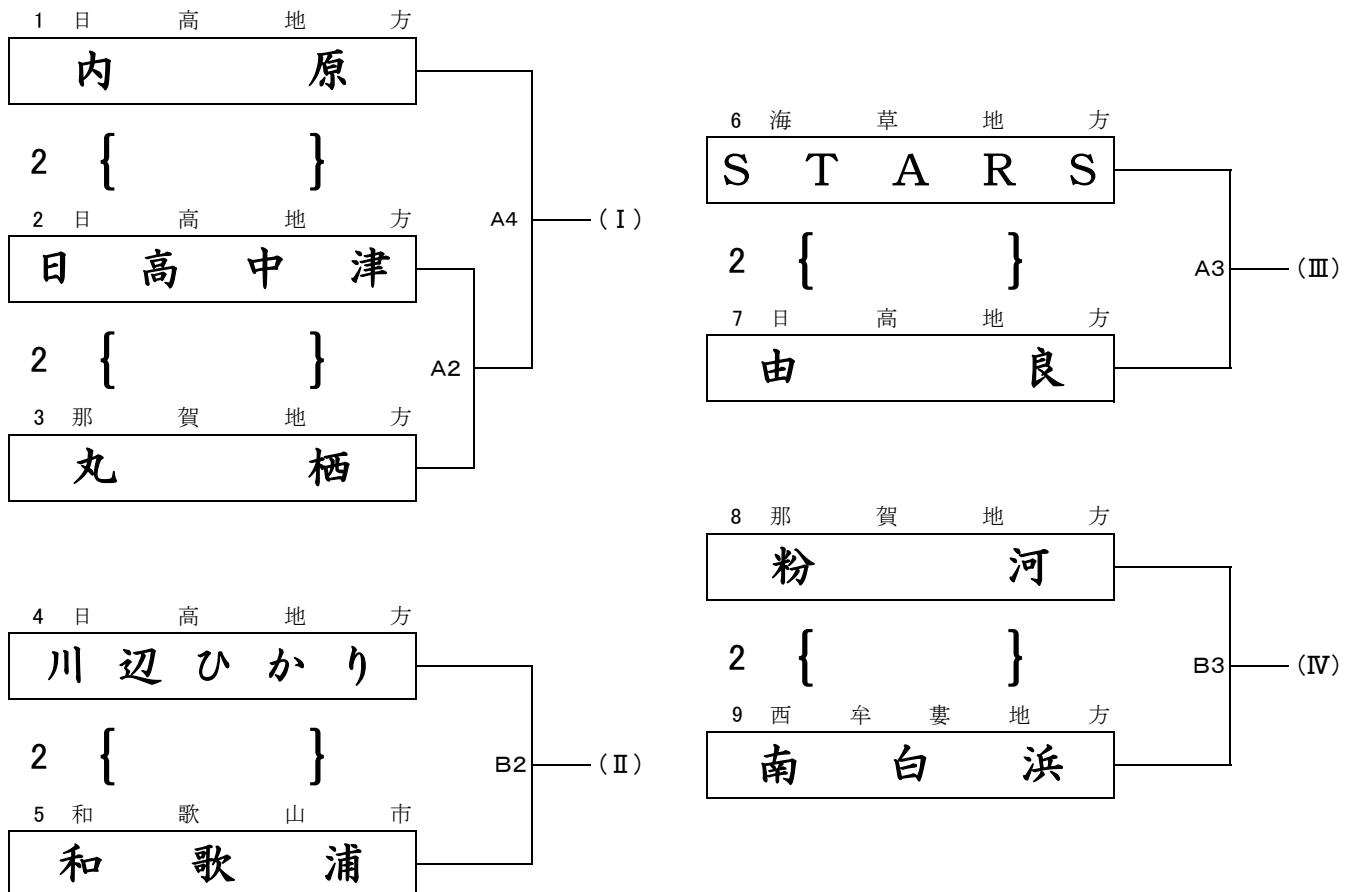 1 日高地方
内原
2 { }
2 日高地方
日高中津
2 { }
3 那賀地方
丸栖
A2
A4
(Ⅰ)
4 日高地方
川辺ひかり
2 { }
5 和歌山市
和歌浦
B2
(Ⅱ)
6 海草地方
STARS
2 { }
7 日高地方
由良
A3
(Ⅲ)
8 那賀地方
粉河
2 { }
9 西牟婁地方
南白浜
B3
(Ⅳ)